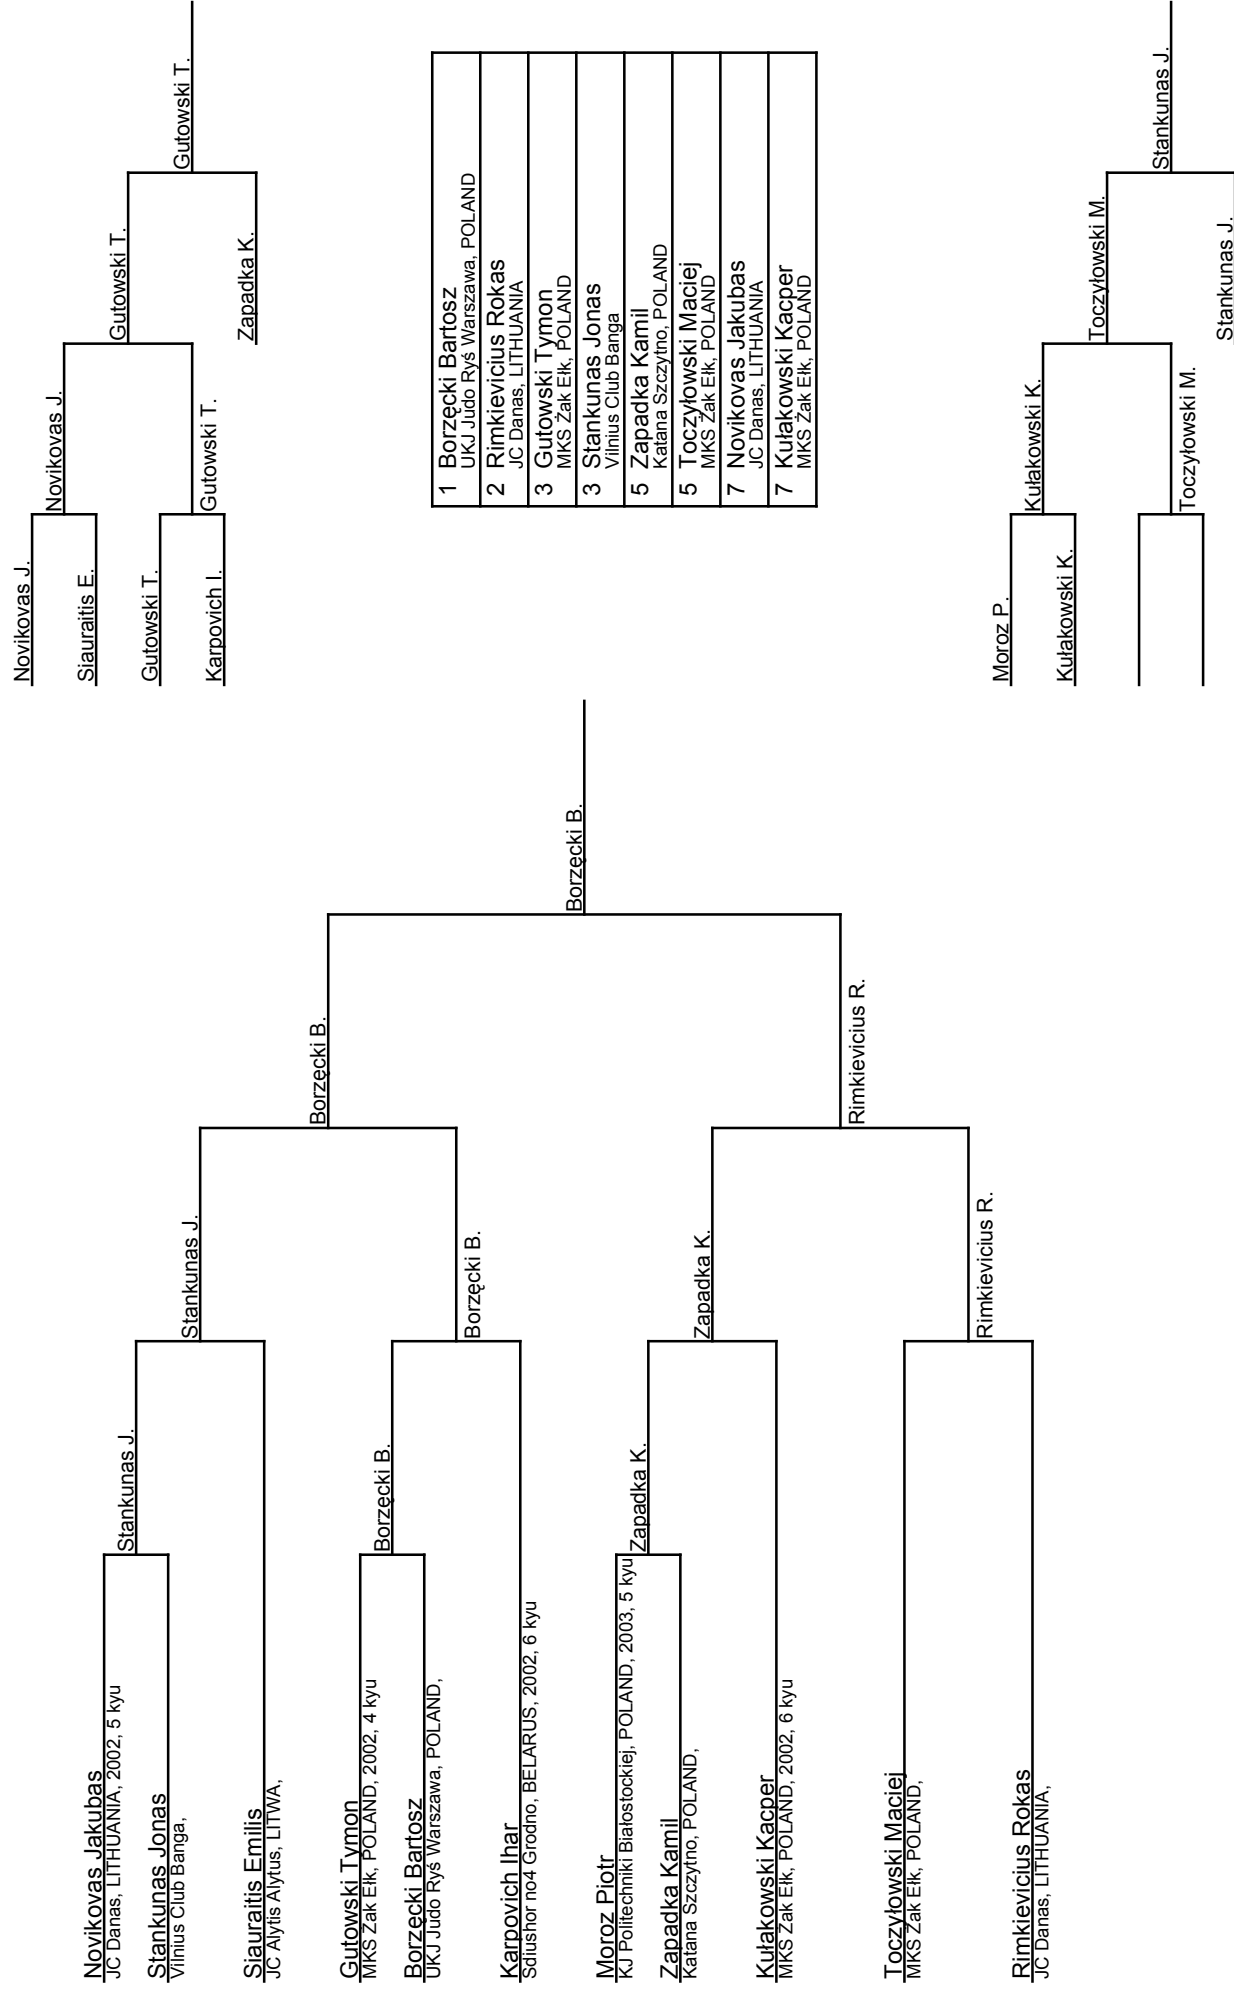 Novikovas Jakubas
JC Danas, LITHUANIA, 2002, 5 kyu
Stankunas Jonas
Vilnius Club Banga,
Siauraitis Emilis
JC Alytis Alytus, LITWA,
Gutowski Tymon
MKS Żak Ełk, POLAND, 2002, 4 kyu
Borzęcki Bartosz
UKJ Judo Ryś Warszawa, POLAND,
Karpovich Ihar
Sdiushor no4 Grodno, BELARUS, 2002, 6 kyu
Moroz Piotr
KJ Politechniki Białostockiej, POLAND, 2003, 5 kyu
Zapadka Kamil
Katana Szczytno, POLAND,
Kułakowski Kacper
MKS Żak Ełk, POLAND, 2002, 6 kyu
Toczyłowski Maciej
MKS Żak Ełk, POLAND,
Rimkievicius Rokas
JC Danas, LITHUANIA,
Stankunas J.
Borzęcki B.
Zapadka K.
Stankunas J.
Borzęcki B.
Zapadka K.
Rimkievicius R.
Borzęcki B.
Rimkievicius R.
Borzęcki B.
Novikovas J.
Siauraitis E.
Gutowski T.
Karpovich I.
Novikovas J.
Gutowski T.
Gutowski T.
Zapadka K.
Gutowski T.
1 Borzęcki Bartosz
UKJ Judo Ryś Warszawa, POLAND
2 Rimkievicius Rokas
JC Danas, LITHUANIA
3 Gutowski Tymon
MKS Żak Ełk, POLAND
3 Stankunas Jonas
Vilnius Club Banga
5 Zapadka Kamil
Katana Szczytno, POLAND
5 Toczyłowski Maciej
MKS Żak Ełk, POLAND
7 Novikovas Jakubas
JC Danas, LITHUANIA
7 Kułakowski Kacper
MKS Żak Ełk, POLAND
Moroz P.
Kułakowski K.
Kułakowski K.
Toczyłowski M.
Toczyłowski M.
Stankunas J.
Stankunas J.